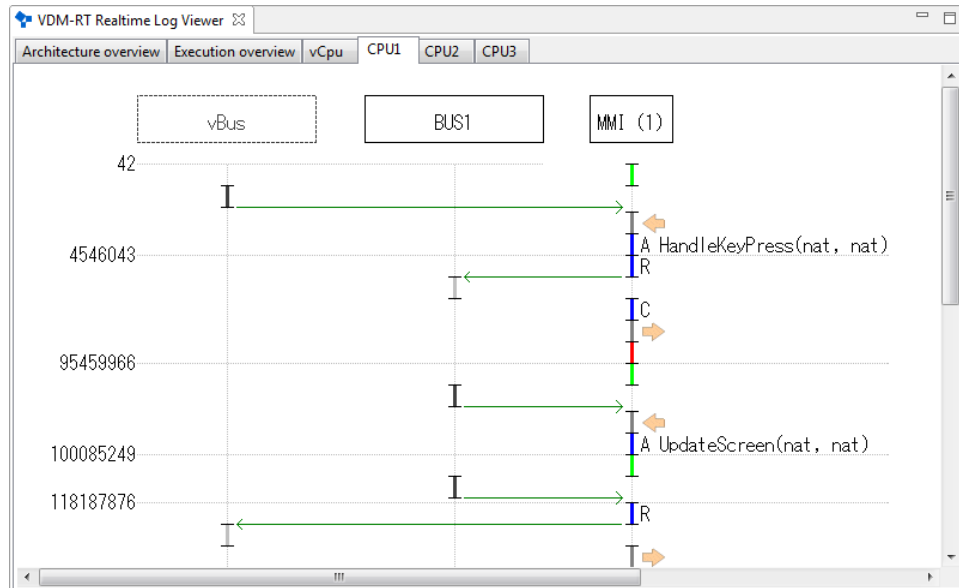 VDM-RT Realtime Log Viewer
Architecture overview Execution overview vCpu CPU1 CPU2 CPU3
vBus BUS1 MMI (1)
42
A HandleKeyPress(nat, nat)
4546043
R
C
95459966
A UpdateScreen(nat, nat)
100085249
118187876
R